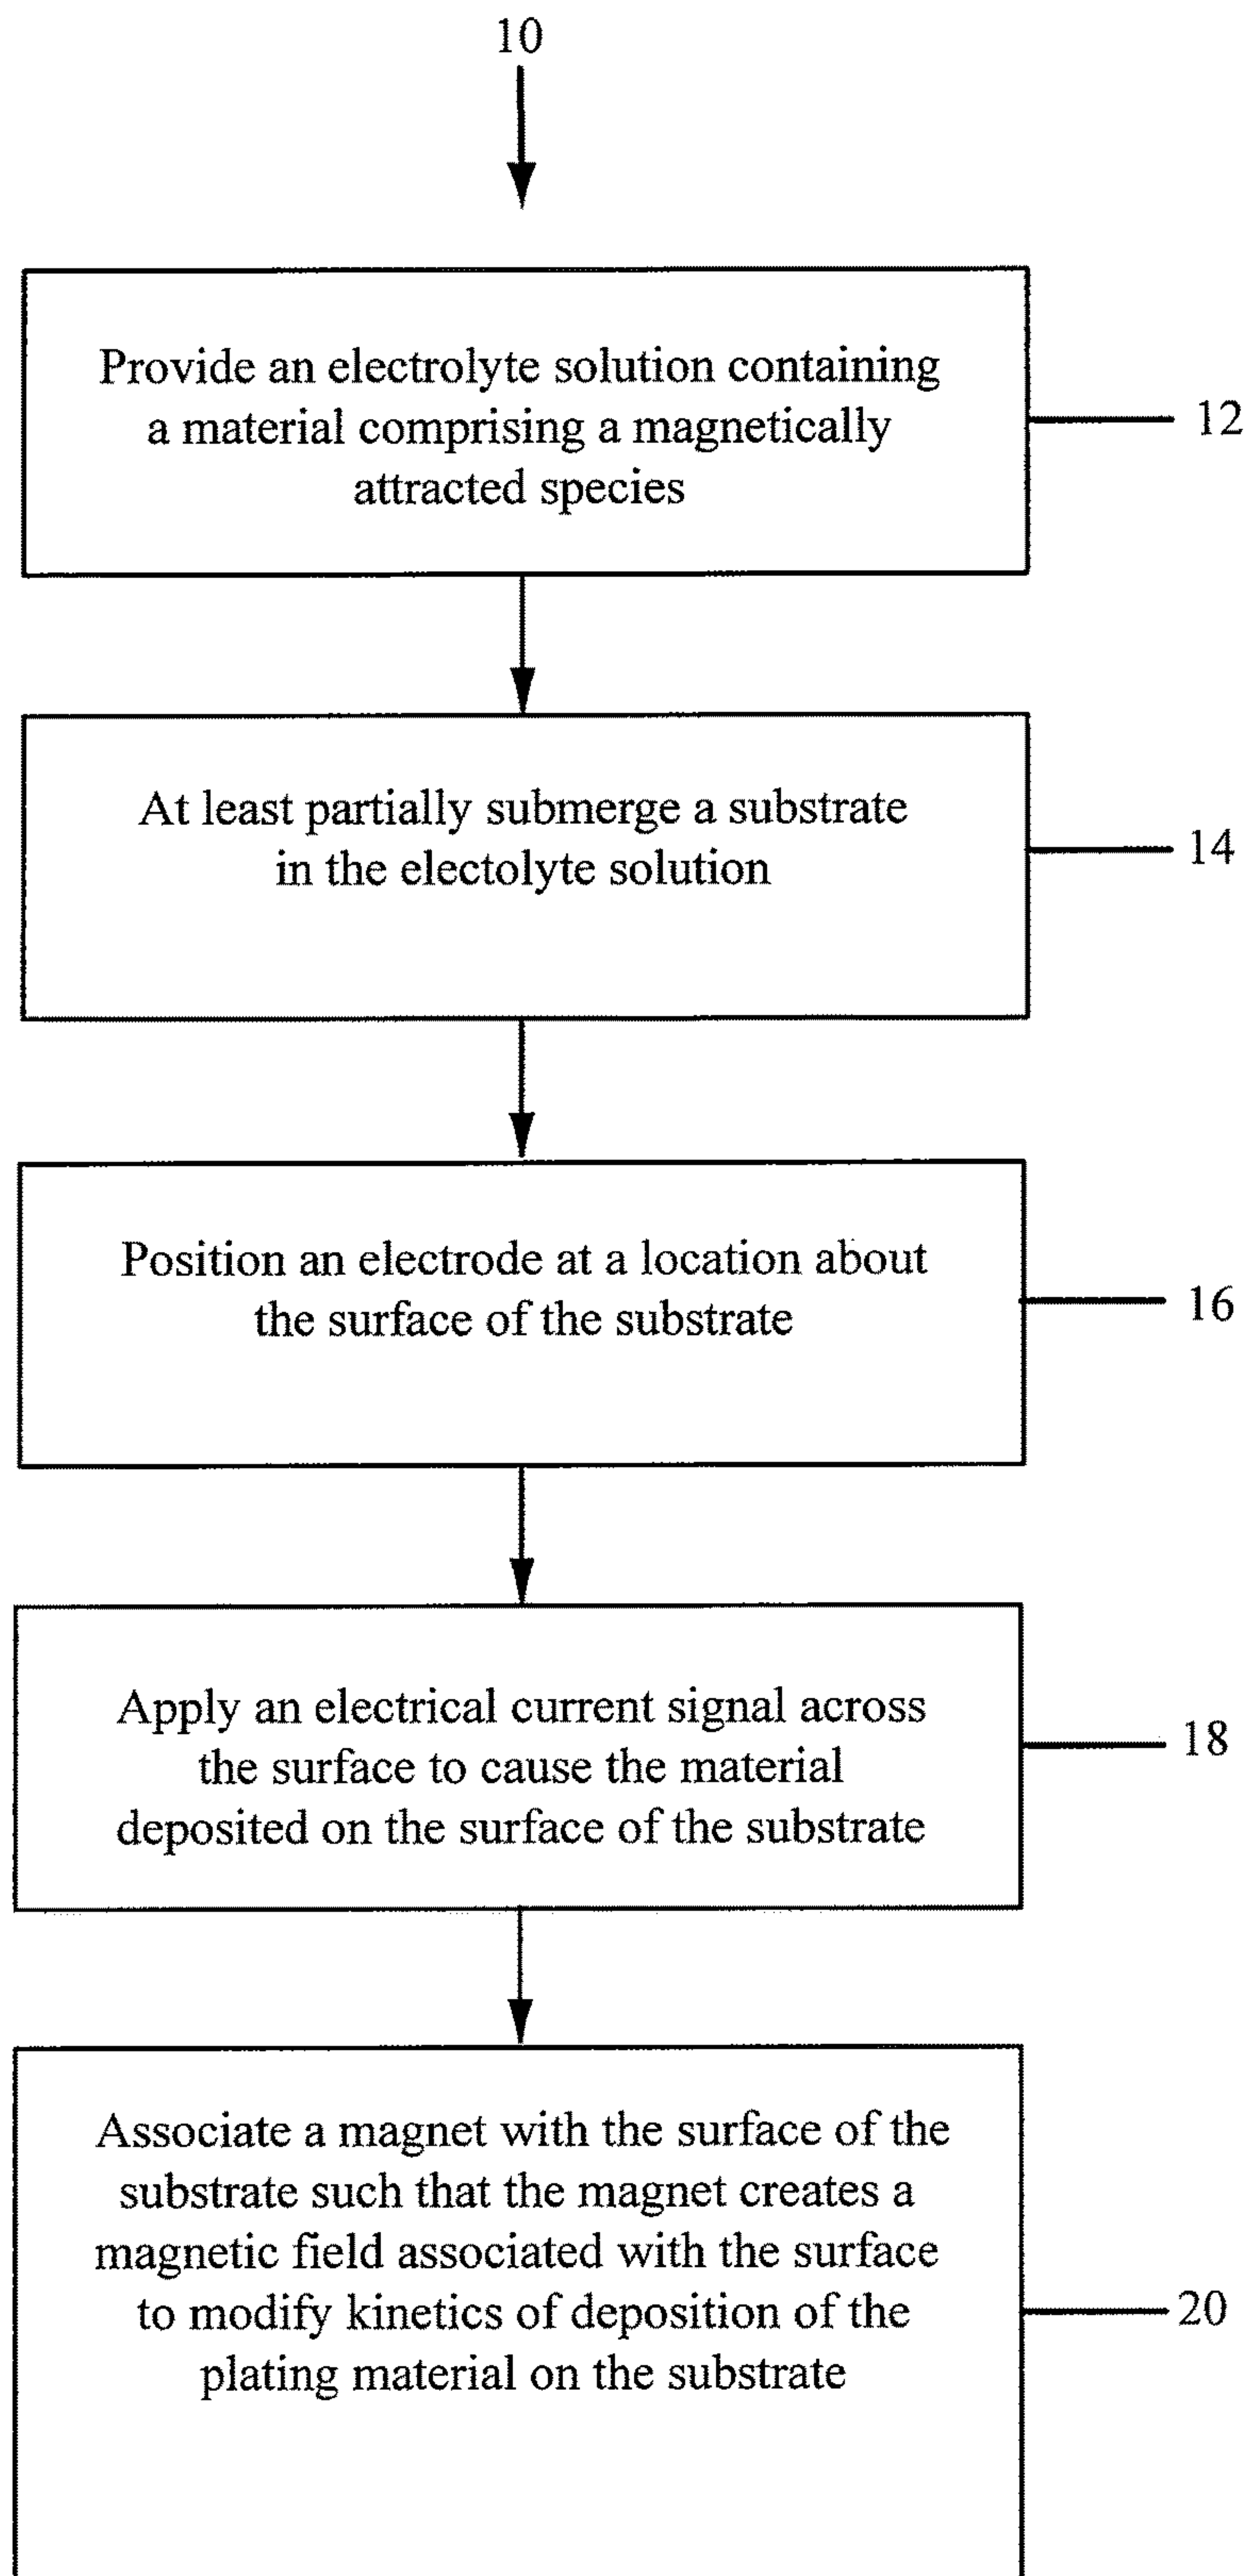 10
Provide an electrolyte solution containing
a material comprising a magnetically
attracted species
12
At least partially submerge a substrate
in the electolyte solution
14
Position an electrode at a location about
the surface of the substrate
16
Apply an electrical current signal across
the surface to cause the material
deposited on the surface of the substrate
18
Associate a magnet with the surface of the
substrate such that the magnet creates a
magnetic field associated with the surface
to modify kinetics of deposition of the
plating material on the substrate
20